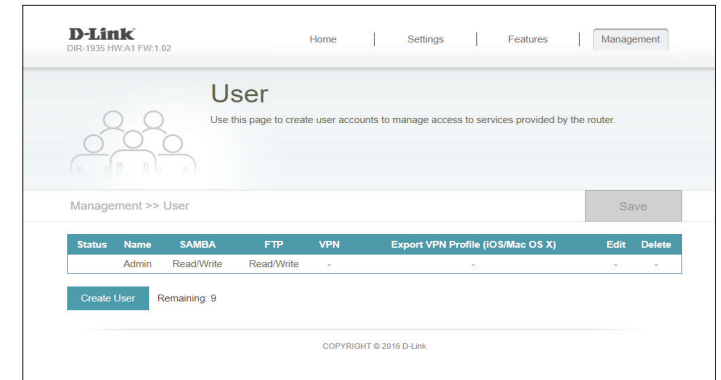 D-Link
DIR-1935 HW:A1 FW:1.02
Home | Settings | Features | Management
User
Use this page to create user accounts to manage access to services provided by the router.
Management >> User
Save
Status Name SAMBA FTP VPN Export VPN Profile (iOS/Mac OS X) Edit Delete
Admin Read/Write Read/Write - - - -
Create User Remaining: 9
COPYRIGHT © 2016 D-Link